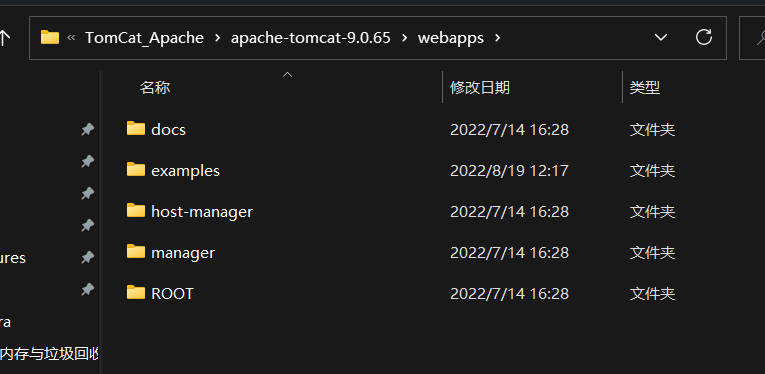 « TomCat_Apache › apache-tomcat-9.0.65 › webapps ›
名称 修改日期 类型
docs 2022/7/14 16:28 文件夹
examples 2022/8/19 12:17 文件夹
host-manager 2022/7/14 16:28 文件夹
ures manager 2022/7/14 16:28 文件夹
ROOT 2022/7/14 16:28 文件夹
ra
内存与垃圾回收